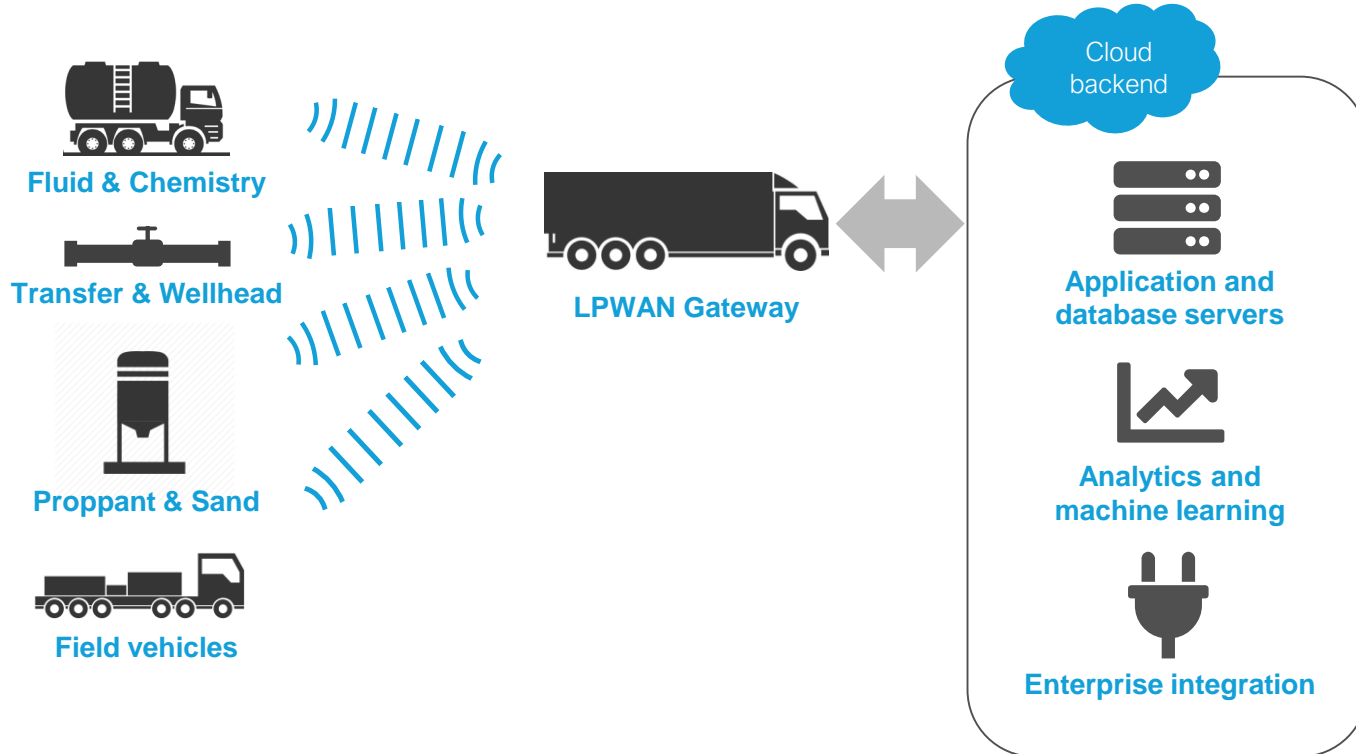 Fluid & Chemistry
Transfer & Wellhead
Proppant & Sand
Field vehicles
LPWAN Gateway
Cloud
backend
Application and
database servers
Analytics and
machine learning
Enterprise integration